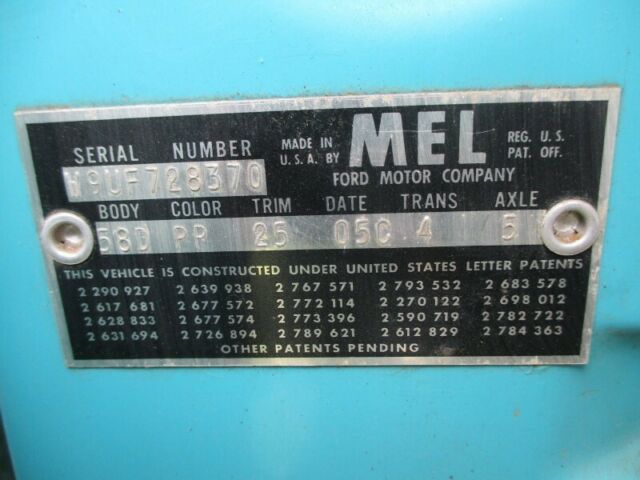 SERIAL NUMBER MADE IN U.S.A. BY MEL REG. U.S. PAT. OFF.
W9UF728370 FORD MOTOR COMPANY
BODY COLOR TRIM DATE TRANS AXLE
58D PP 25 05C 4 5
THIS VEHICLE IS CONSTRUCTED UNDER UNITED STATES LETTER PATENTS
2 290 927 2 639 938 2 767 571 2 793 532 2 683 578
2 617 681 2 677 572 2 772 114 2 270 122 2 698 012
2 628 833 2 677 574 2 773 396 2 590 719 2 782 722
2 631 694 2 726 894 2 789 621 2 612 829 2 784 363
OTHER PATENTS PENDING